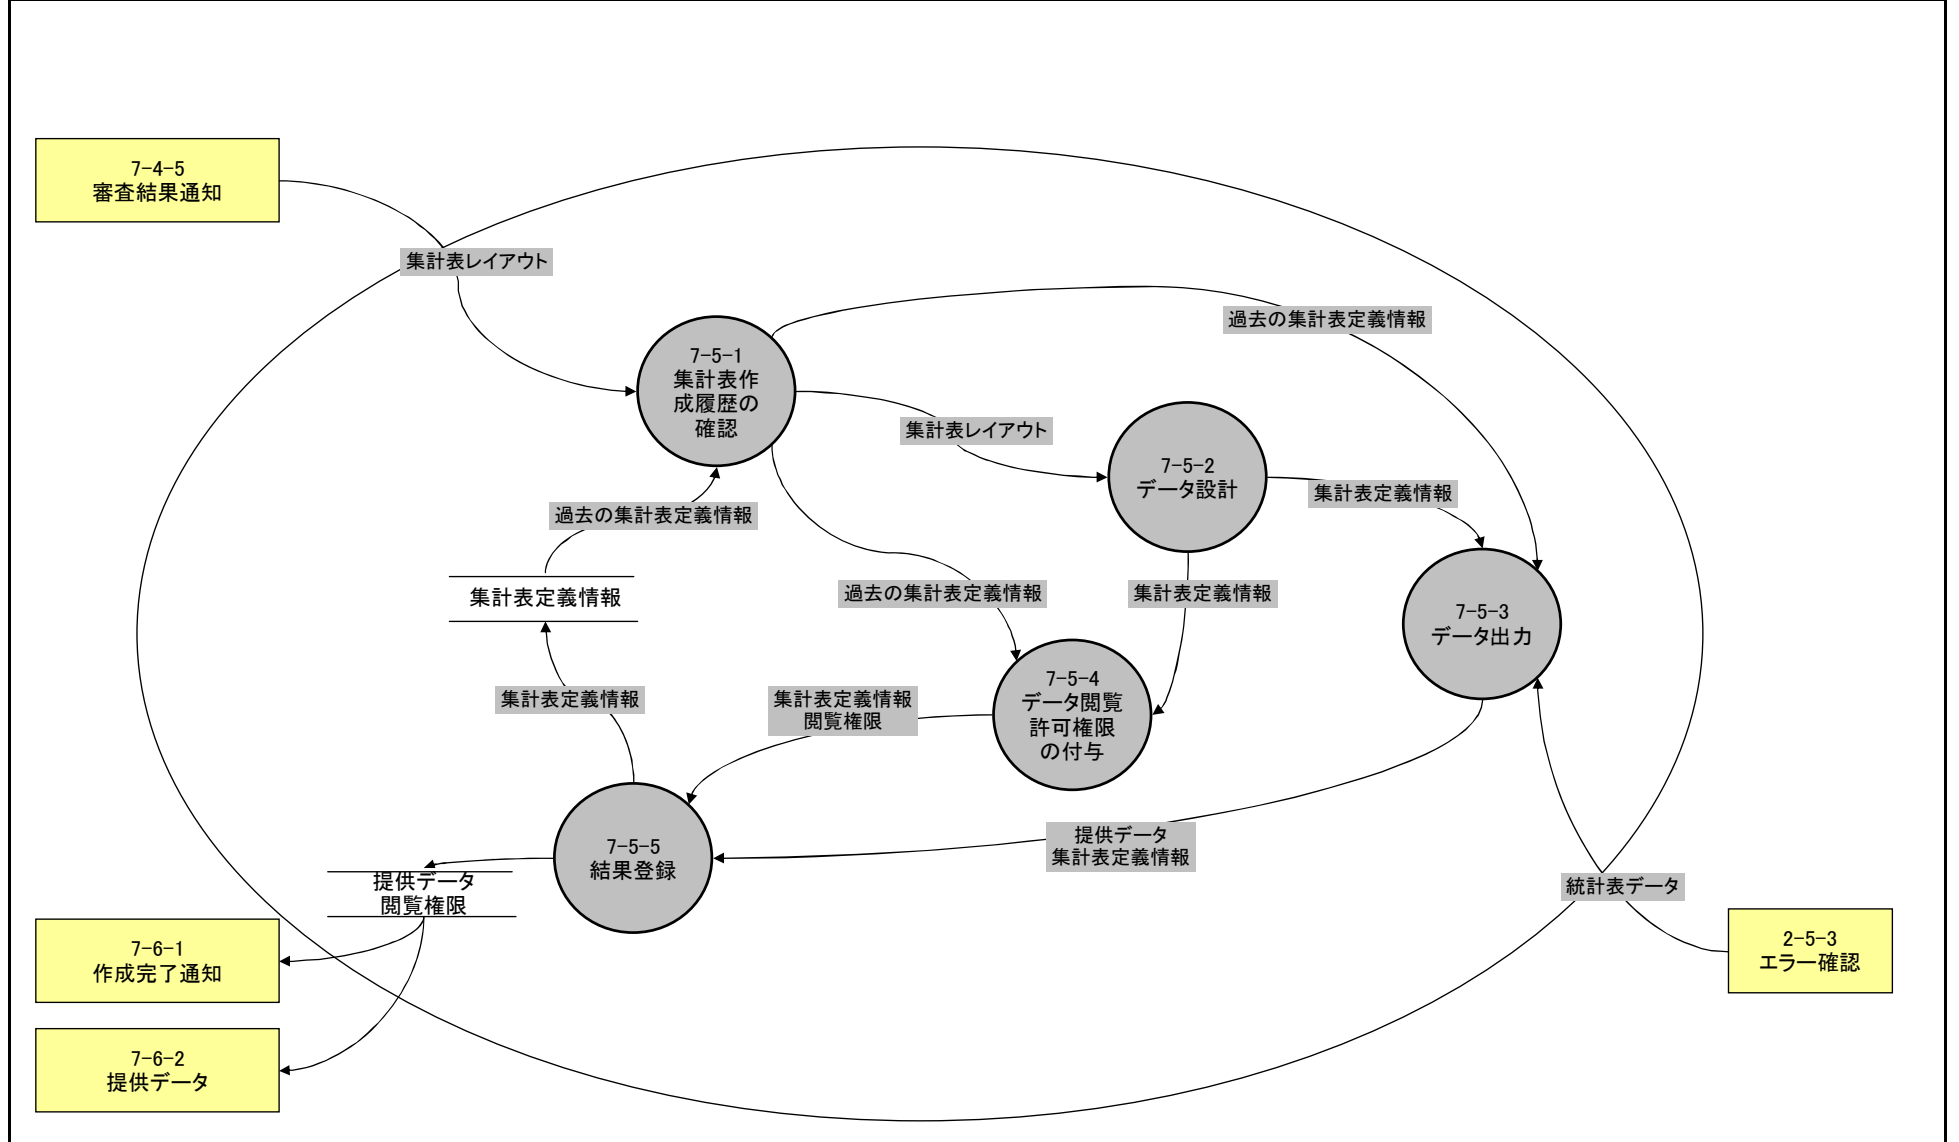 7-4-5
審査結果通知
集計表レイアウト
過去の集計表定義情報
7-5-1
集計表作
成履歴の
確認
集計表レイアウト
7-5-2
データ設計
集計表定義情報
過去の集計表定義情報
集計表定義情報
過去の集計表定義情報
集計表定義情報
7-5-3
データ出力
7-5-4
データ閲覧
許可権限
の付与
集計表定義情報
集計表定義情報
閲覧権限
提供データ
集計表定義情報
7-5-5
結果登録
提供データ
閲覧権限
統計表データ
7-6-1
作成完了通知
2-5-3
エラー確認
7-6-2
提供データ